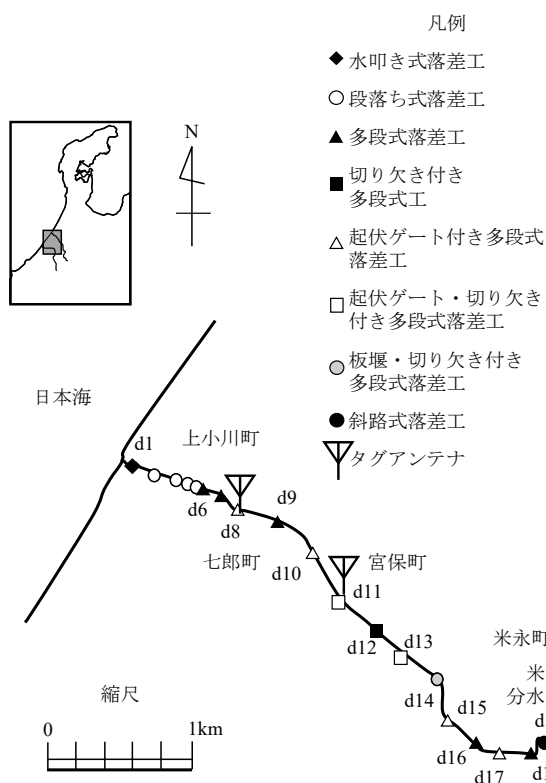 凡例
水叩き式落差工
段落ち式落差工
多段式落差工
切り欠き付き
多段式工
起伏ゲート付き多段式
落差工
起伏ゲート・切り欠き
付き多段式落差工
板堰・切り欠き付き
多段式落差工
斜路式落差工
タグアンテナ
N
日本海
d1
上小川町
d6
d8
d9
七郎町
d10
宮保町
d11
d12
d13
米永町
米
分水
d14
d15
d
d16
d17
d1
縮尺
0
1km